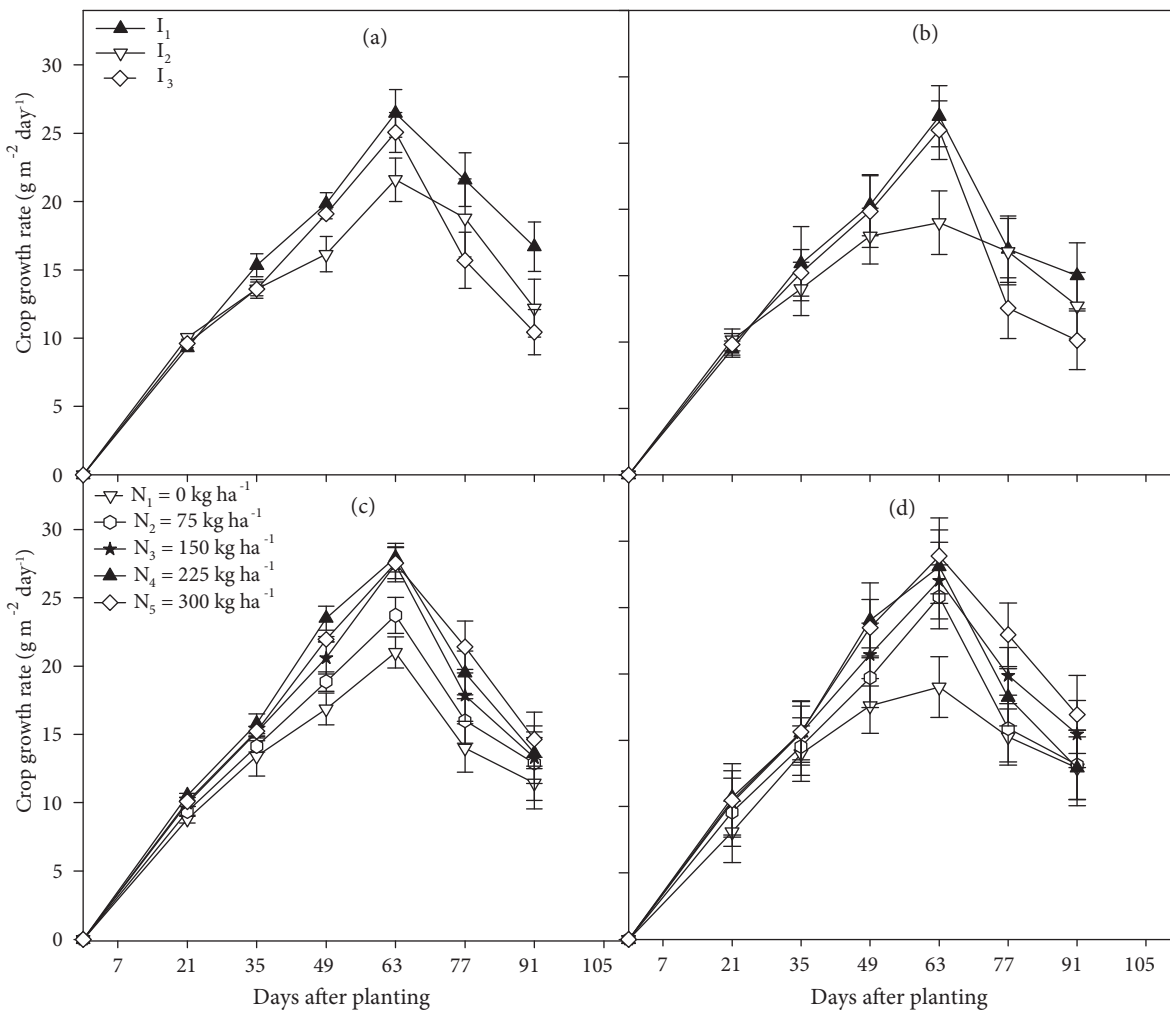 (a)
(b)
I₁
I₂
I₃
30
25
20
15
10
5
0
Crop growth rate (g m⁻² day⁻¹)
(c)
(d)
N₁ = 0 kg ha⁻¹
N₂ = 75 kg ha⁻¹
N₃ = 150 kg ha⁻¹
N₄ = 225 kg ha⁻¹
N₅ = 300 kg ha⁻¹
30
25
20
15
10
5
0
Crop growth rate (g m⁻² day⁻¹)
7 21 35 49 63 77 91 105
7 21 35 49 63 77 91 105
Days after planting
Days after planting